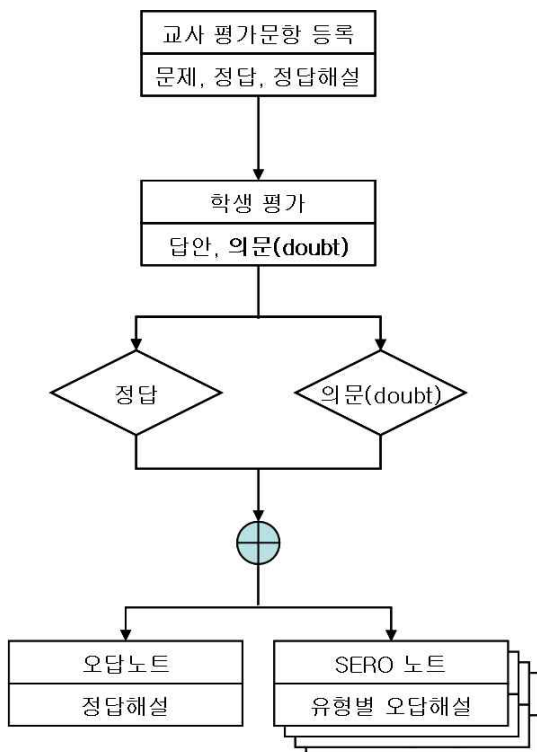 교사 평가문항 등록
문제, 정답, 정답해설
학생 평가
답안, 의문(doubt)
정답
의문(doubt)
오답노트
정답해설
SERO 노트
유형별 오답해설